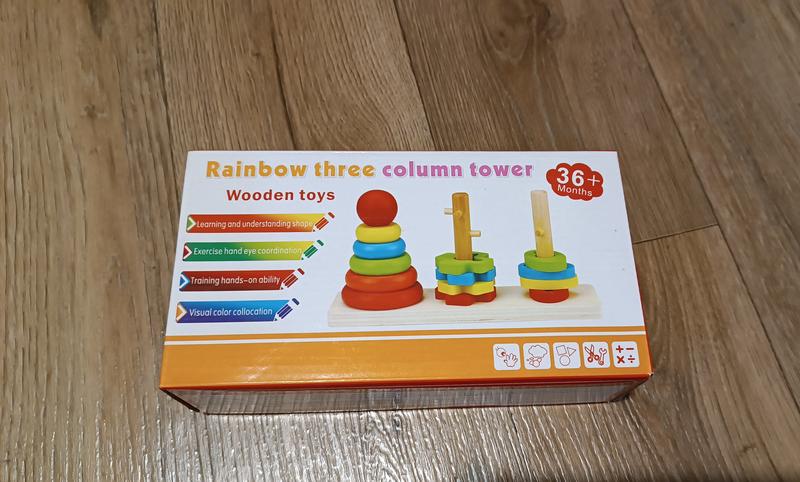 Rainbow three column tower
Wooden toys
36+
Months
Learning and understanding shape
Exercise hand eye coordination
Training hands-on ability
Visual color collocation
+ −
× ÷